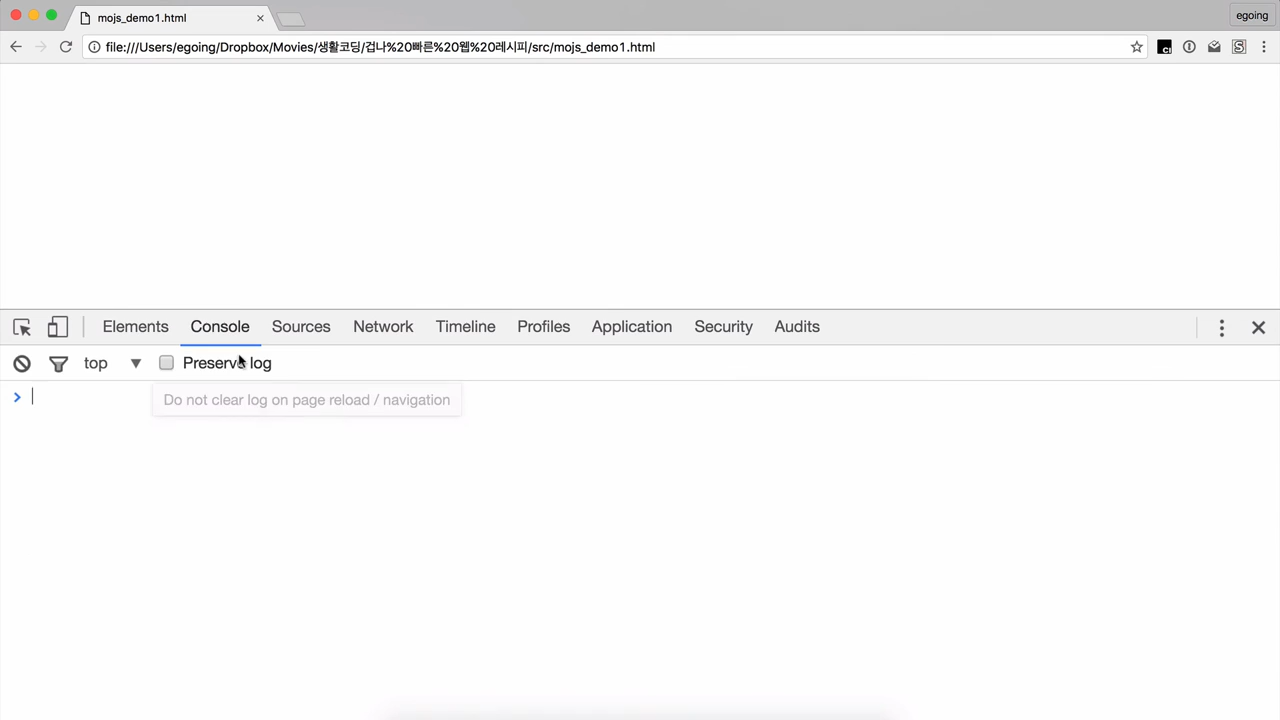 mojs_demo1.html
egoing
file:///Users/egoing/Dropbox/Movies/생활코딩/겁나%20빠른%20웹%20레시피/src/mojs_demo1.html
Elements Console Sources Network Timeline Profiles Application Security Audits
top Preserve log
Do not clear log on page reload / navigation